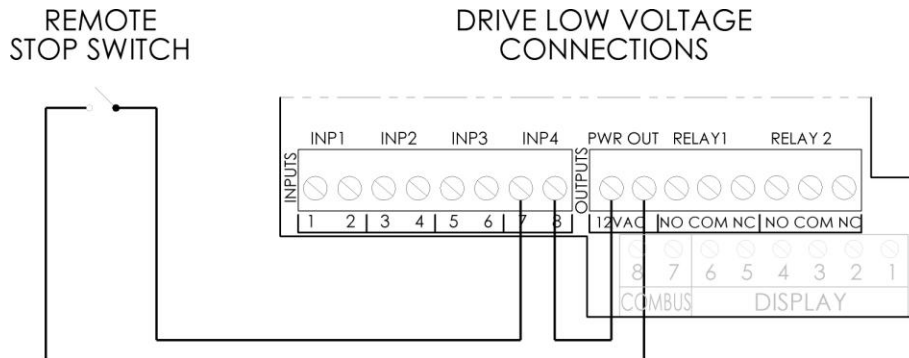 REMOTE
STOP SWITCH
DRIVE LOW VOLTAGE
CONNECTIONS
INP1 INP2 INP3 INP4 PWR OUT RELAY1 RELAY 2
INPUTS
OUTPUTS
1 2 3 4 5 6 7 8 12VAC NO COM NC NO COM NC
8 7 6 5 4 3 2 1
COMBUS DISPLAY